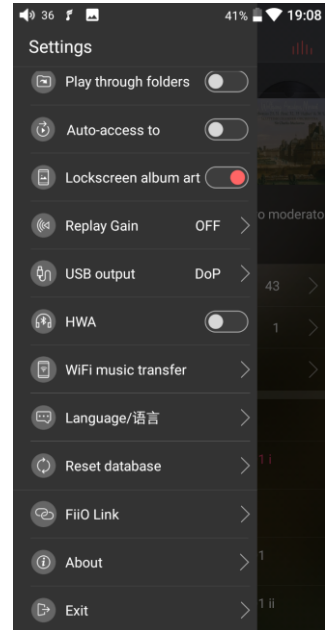 36 41% 19:08
Settings
Play through folders
Auto-access to
Lockscreen album art
o moderato
Replay Gain OFF
USB output DoP
43
HWA
1
WiFi music transfer
Language/语言
Reset database
1 i
FiiO Link
About
1
Exit
1 ii